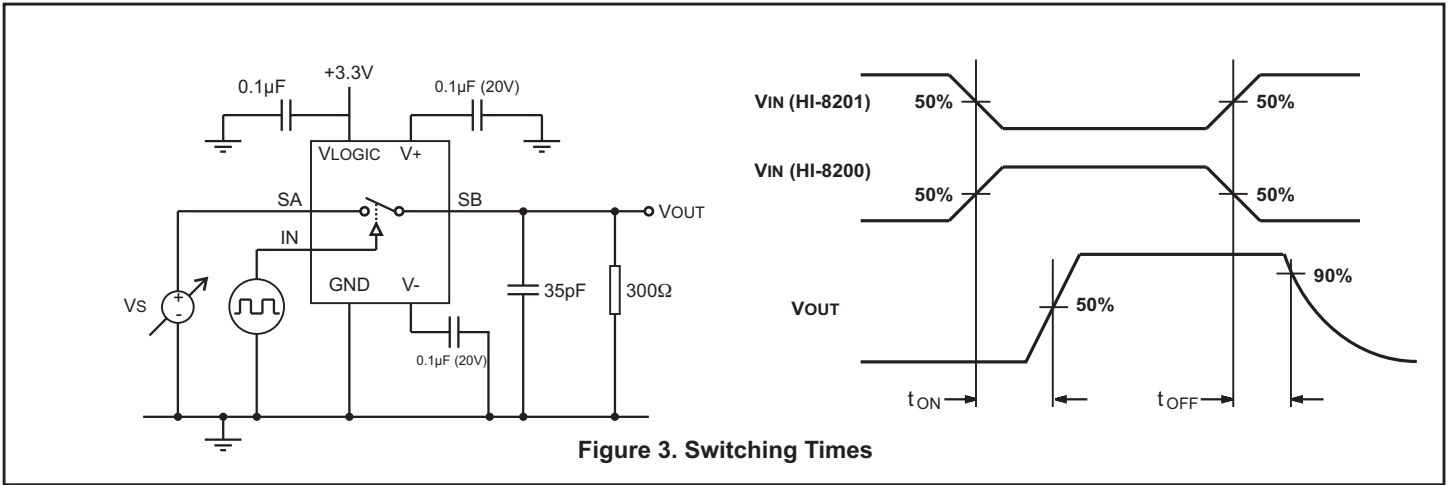 +3.3V
0.1µF
0.1µF (20V)
VLOGIC
V+
SA
SB
VOUT
IN
GND
V-
VS
+
-
35pF
300Ω
0.1µF (20V)
VIN (HI-8201)
50%
50%
VIN (HI-8200)
50%
50%
VOUT
50%
90%
tON
tOFF
Figure 3. Switching Times